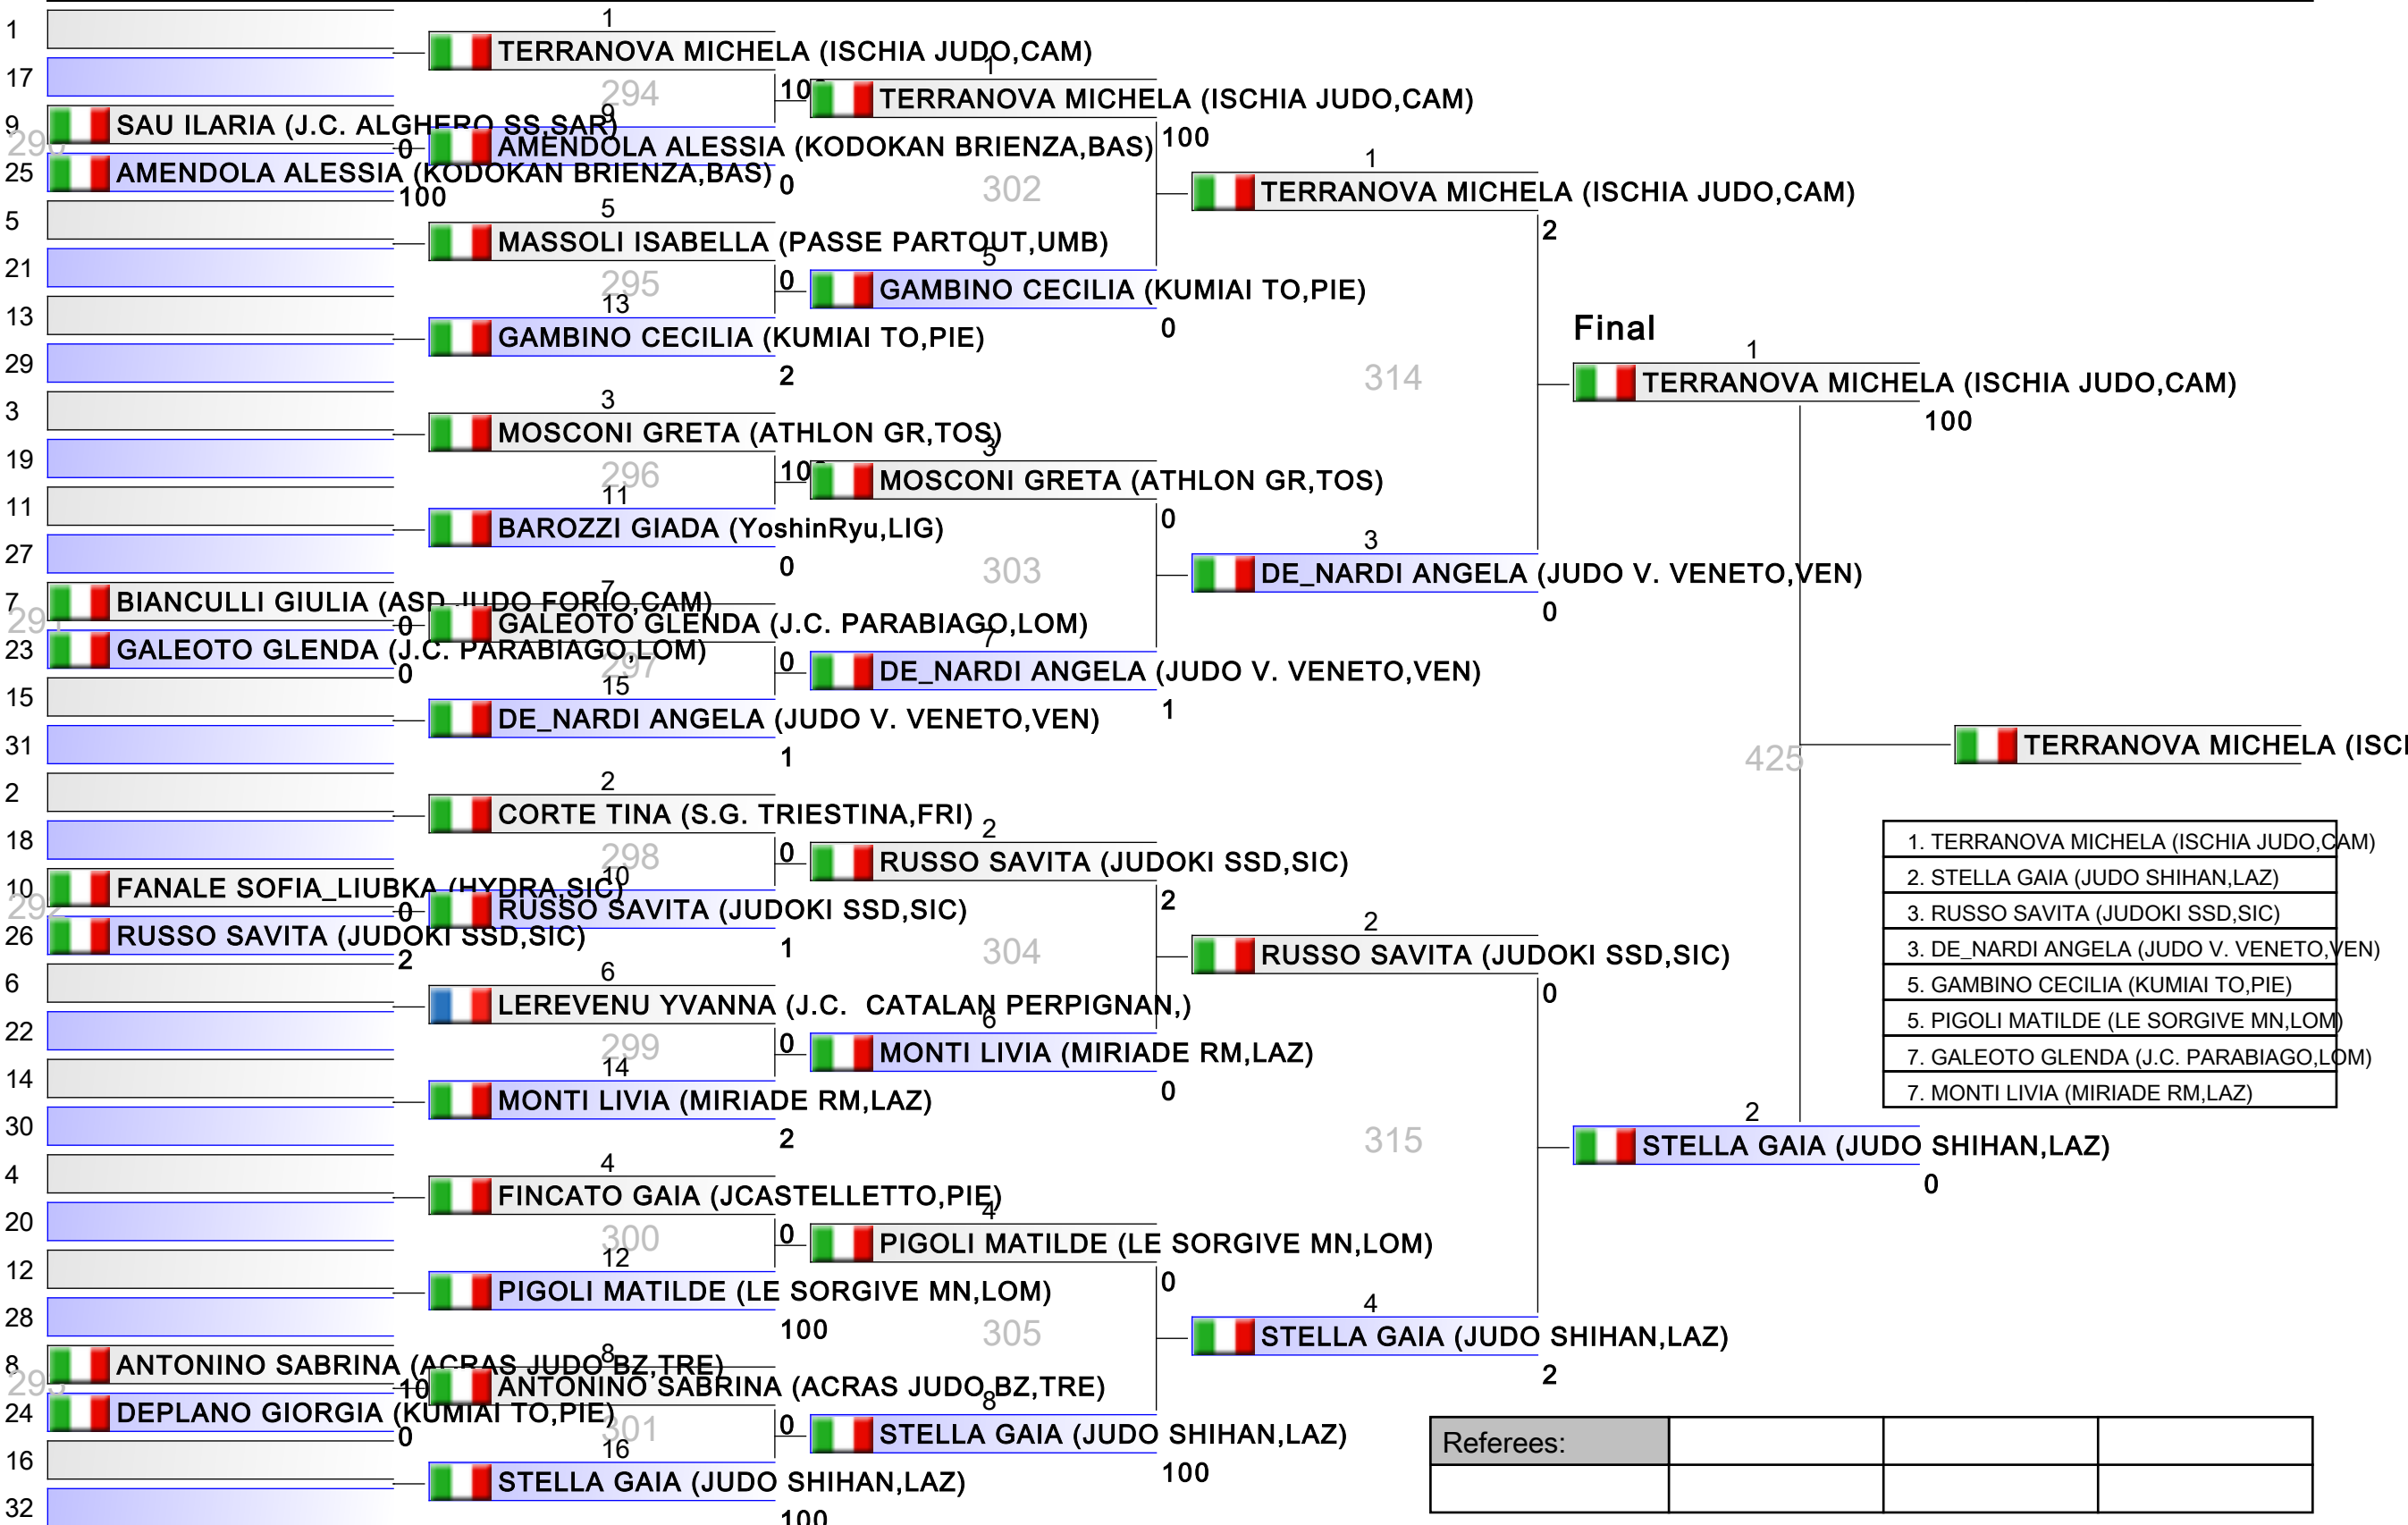 1
1
TERRANOVA MICHELA (ISCHIA JUDO,CAM)
17
294
1
TERRANOVA MICHELA (ISCHIA JUDO,CAM)
9
SAU ILARIA (J.C. ALGHERO SS,SAR)
0
9
AMENDOLA ALESSIA (KODOKAN BRIENZA,BAS)
100
25
AMENDOLA ALESSIA (KODOKAN BRIENZA,BAS)
100
0
302
1
TERRANOVA MICHELA (ISCHIA JUDO,CAM)
2
5
5
MASSOLI ISABELLA (PASSE PARTOUT,UMB)
21
295
0
5
GAMBINO CECILIA (KUMIAI TO,PIE)
0
13
13
GAMBINO CECILIA (KUMIAI TO,PIE)
2
29
Final
314
1
TERRANOVA MICHELA (ISCHIA JUDO,CAM)
100
3
3
MOSCONI GRETA (ATHLON GR,TOS)
19
296
3
MOSCONI GRETA (ATHLON GR,TOS)
0
11
11
BAROZZI GIADA (YoshinRyu,LIG)
0
27
303
3
DE_NARDI ANGELA (JUDO V. VENETO,VEN)
0
7
BIANCULLI GIULIA (ASD JUDO FORIO,CAM)
0
7
GALEOTO GLENDA (J.C. PARABIAGO,LOM)
23
GALEOTO GLENDA (J.C. PARABIAGO,LOM)
0
297
0
7
DE_NARDI ANGELA (JUDO V. VENETO,VEN)
1
15
15
DE_NARDI ANGELA (JUDO V. VENETO,VEN)
1
31
425
TERRANOVA MICHELA
2
2
CORTE TINA (S.G. TRIESTINA,FRI)
18
298
0
2
RUSSO SAVITA (JUDOKI SSD,SIC)
2
10
FANALE SOFIA_LIUBKA (HYDRA,SIC)
292
0
10
RUSSO SAVITA (JUDOKI SSD,SIC)
1
26
RUSSO SAVITA (JUDOKI SSD,SIC)
2
304
2
RUSSO SAVITA (JUDOKI SSD,SIC)
0
6
6
LEREVENU YVANNA (J.C. CATALAN PERPIGNAN,)
22
299
0
6
MONTI LIVIA (MIRIADE RM,LAZ)
0
14
14
MONTI LIVIA (MIRIADE RM,LAZ)
2
30
1. TERRANOVA MICHELA (ISCHIA JUDO,CAM)
2. STELLA GAIA (JUDO SHIHAN,LAZ)
3. RUSSO SAVITA (JUDOKI SSD,SIC)
3. DE_NARDI ANGELA (JUDO V. VENETO,VEN)
5. GAMBINO CECILIA (KUMIAI TO,PIE)
5. PIGOLI MATILDE (LE SORGIVE MN,LOM)
7. GALEOTO GLENDA (J.C. PARABIAGO,LOM)
7. MONTI LIVIA (MIRIADE RM,LAZ)
315
2
STELLA GAIA (JUDO SHIHAN,LAZ)
0
4
4
FINCATO GAIA (JCASTELLETTO,PIE)
20
300
0
4
PIGOLI MATILDE (LE SORGIVE MN,LOM)
0
12
12
PIGOLI MATILDE (LE SORGIVE MN,LOM)
100
28
305
4
STELLA GAIA (JUDO SHIHAN,LAZ)
2
8
ANTONINO SABRINA (ACRAS JUDO BZ,TRE)
8
ANTONINO SABRINA (ACRAS JUDO BZ,TRE)
24
DEPLANO GIORGIA (KUMIAI TO,PIE)
0
301
0
8
STELLA GAIA (JUDO SHIHAN,LAZ)
100
16
16
STELLA GAIA (JUDO SHIHAN,LAZ)
100
32
Referees: